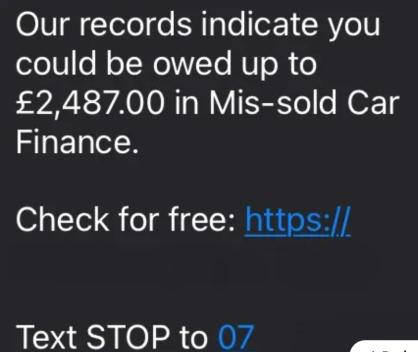 Our records indicate you
could be owed up to
£2,487.00 in Mis-sold Car
Finance.
Check for free: https://
Text STOP to 07